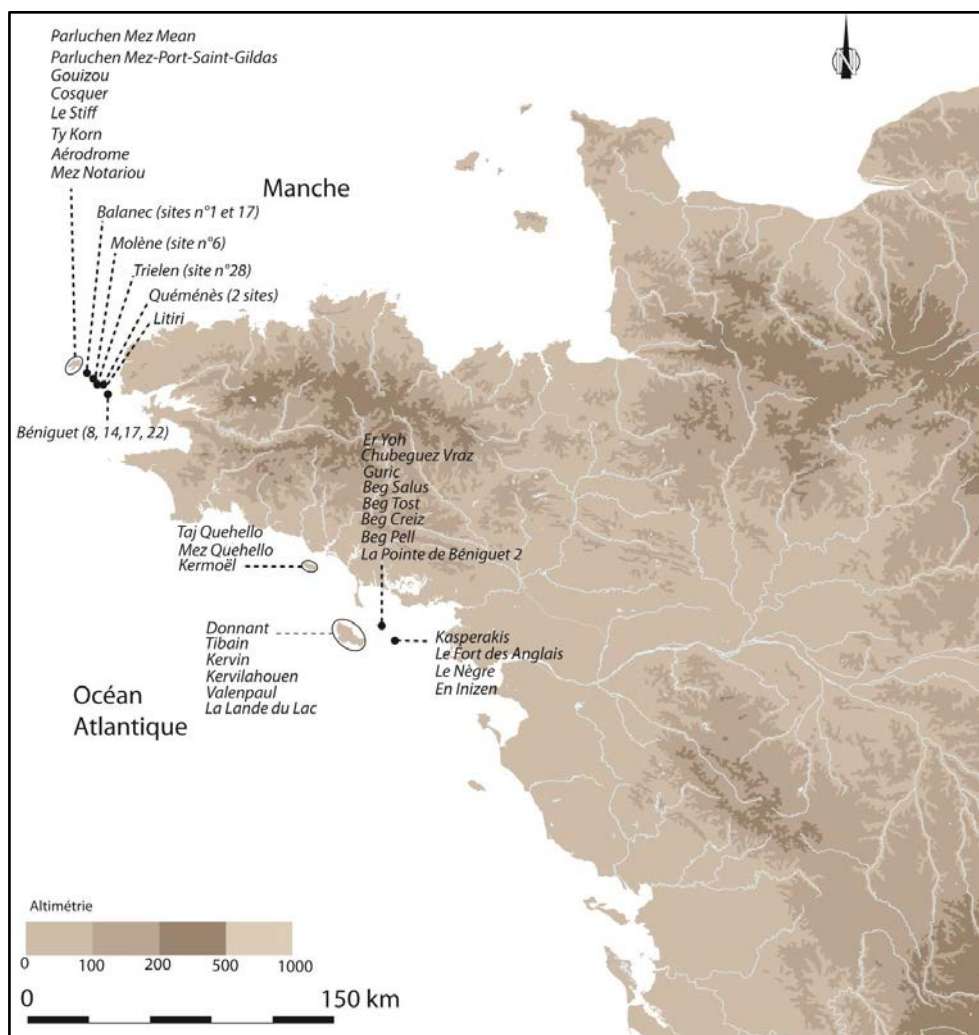 Parluchen Mez Mean
Parluchen Mez-Port-Saint-Gildas
Gouizou
Cosquer
Le Stiff
Ty Korn
Aérodrome
Mez Notariou
N
Manche
Balanec (sites n°1 et 17)
Molène (site n°6)
Trielen (site n°28)
Quéménès (2 sites)
Litiri
Béniguet (8, 14,17, 22)
Er Yoh
Chubeguez Vraz
Guric
Beg Salus
Beg Tost
Beg Creiz
Beg Pell
La Pointe de Béniguet 2
Taj Quehello
Mez Quehello
Kermoël
Donnant
Tibain
Kervin
Kervilahouen
Valenpaul
La Lande du Lac
Kasperakis
Le Fort des Anglais
Le Nègre
En Inizen
Océan
Atlantique
Altimétrie
0 100 200 500 1000
0 150 km